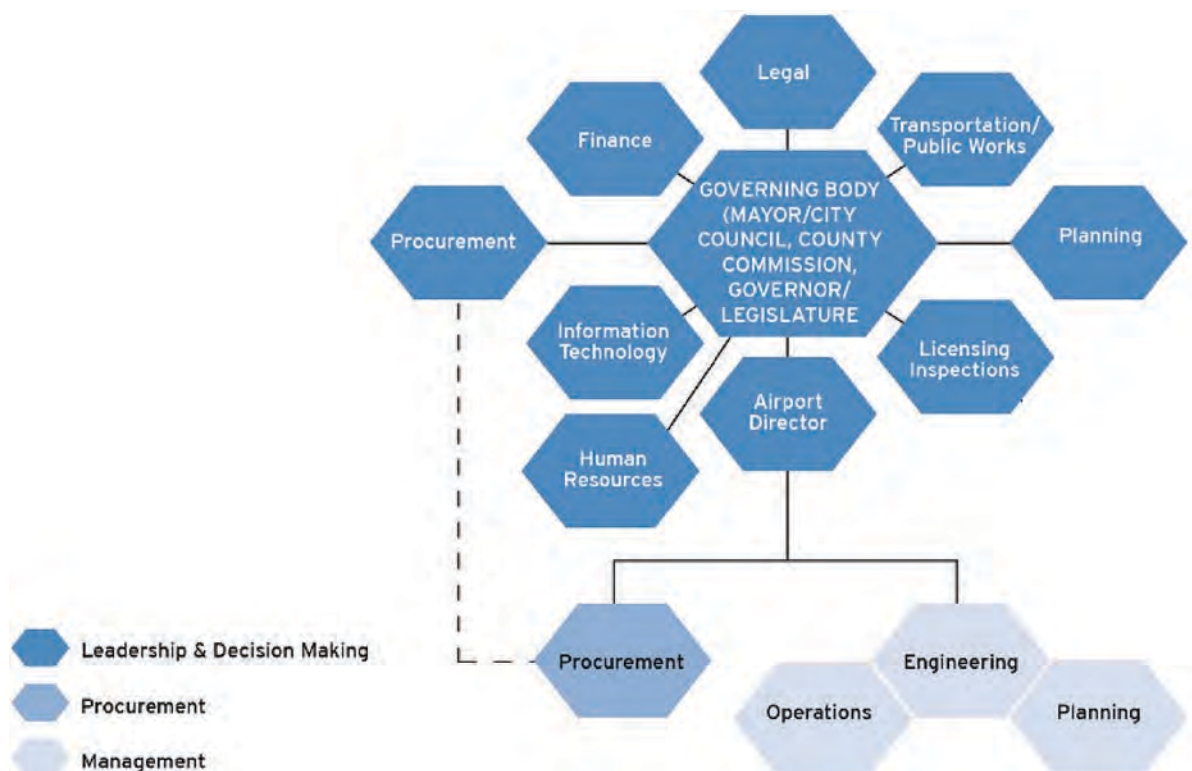 Legal
Finance
Transportation/
Public Works
GOVERNING BODY
(MAYOR/CITY
COUNCIL, COUNTY
COMMISSION,
GOVERNOR/
LEGISLATURE
Procurement
Planning
Information
Technology
Licensing
Inspections
Airport
Director
Human
Resources
Procurement
Engineering
Operations
Planning
Leadership & Decision Making
Procurement
Management